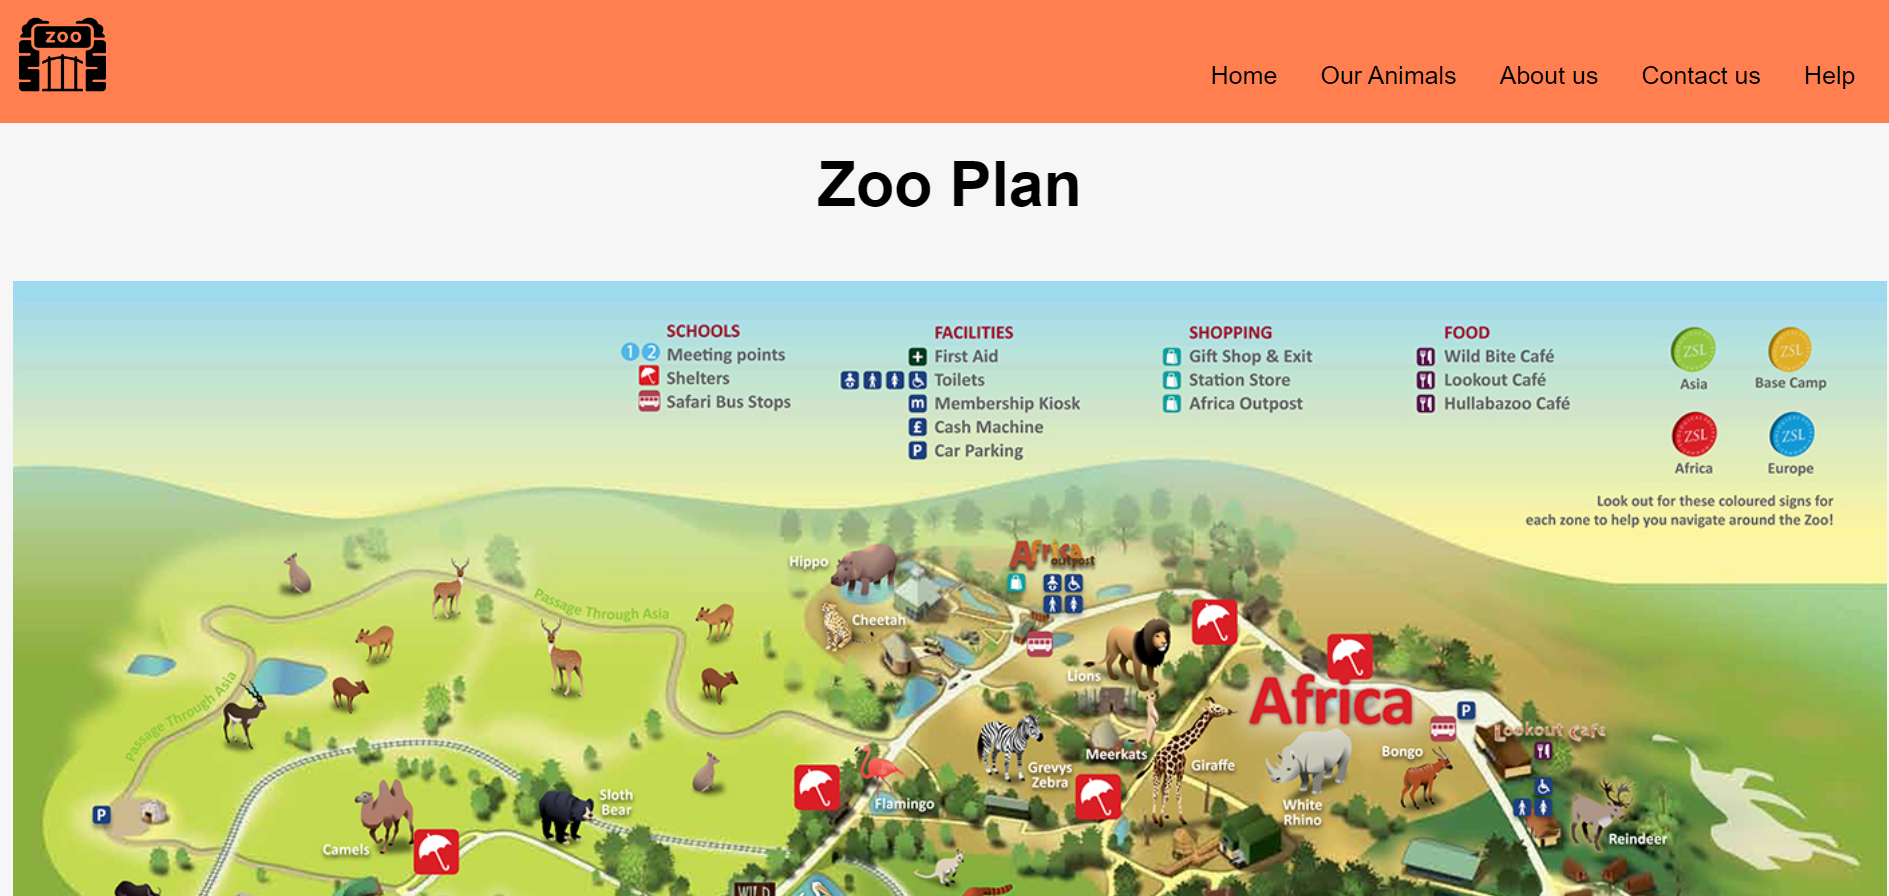 ZOO
Home
Our Animals
About us
Contact us
Help
Zoo Plan
SCHOOLS
1 2 Meeting points
Shelters
Safari Bus Stops
FACILITIES
First Aid
Toilets
m Membership Kiosk
£ Cash Machine
P Car Parking
SHOPPING
Gift Shop & Exit
Station Store
Africa Outpost
FOOD
Wild Bite Café
Lookout Café
Hullabazoo Café
ZSL
Asia
ZSL
Base Camp
ZSL
Africa
ZSL
Europe
Look out for these coloured signs for
each zone to help you navigate around the Zoo!
Hippo
Africa
outpost
Passage Through Asia
Cheetah
Lions
Africa
Passage Through Asia
P
Lookout Cafe
Meerkats
Giraffe
Bongo
Grevys
Zebra
Sloth
Bear
Flamingo
White
Rhino
P
Camels
Reindeer
WILD